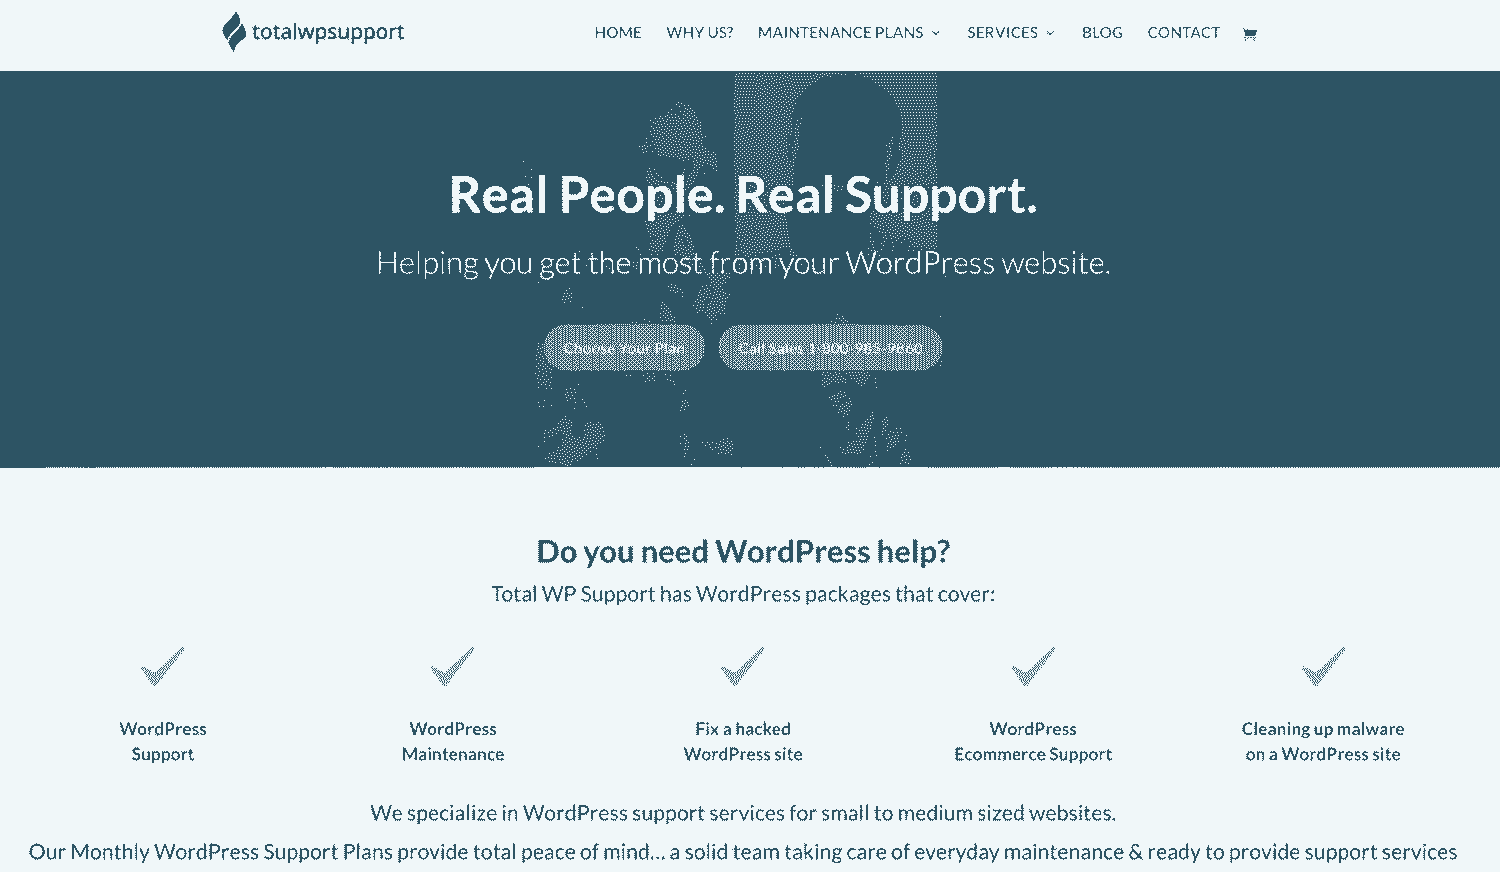 totalwpsupport
HOME WHY US? MAINTENANCE PLANS SERVICES BLOG CONTACT
Real People. Real Support.
Helping you get the most from your WordPress website.
Choose Your Plan
Call Sales
Do you need WordPress help?
Total WP Support has WordPress packages that cover:
WordPress
Support
WordPress
Maintenance
Fix a hacked
WordPress site
WordPress
Ecommerce Support
Cleaning up malware
on a WordPress site
We specialize in WordPress support services for small to medium sized websites.
Our Monthly WordPress Support Plans provide total peace of mind... a solid team taking care of everyday maintenance & ready to provide support services